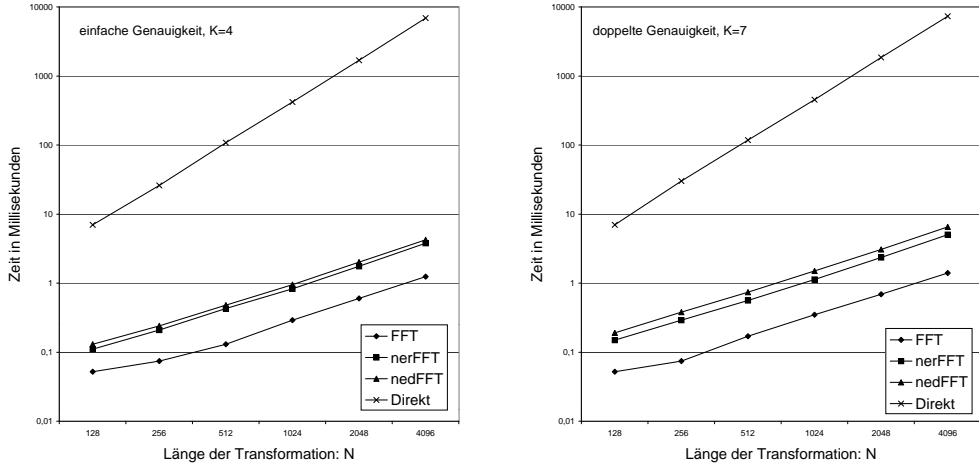 einfache Genauigkeit, K=4
Zeit in Millisekunden
10000
1000
100
10
1
0,1
0,01
128 256 512 1024 2048 4096
Länge der Transformation: N
FFT
nerFFT
nedFFT
Direkt
doppelte Genauigkeit, K=7
Zeit in Millisekunden
10000
1000
100
10
1
0,1
0,01
128 256 512 1024 2048 4096
Länge der Transformation: N
FFT
nerFFT
nedFFT
Direkt